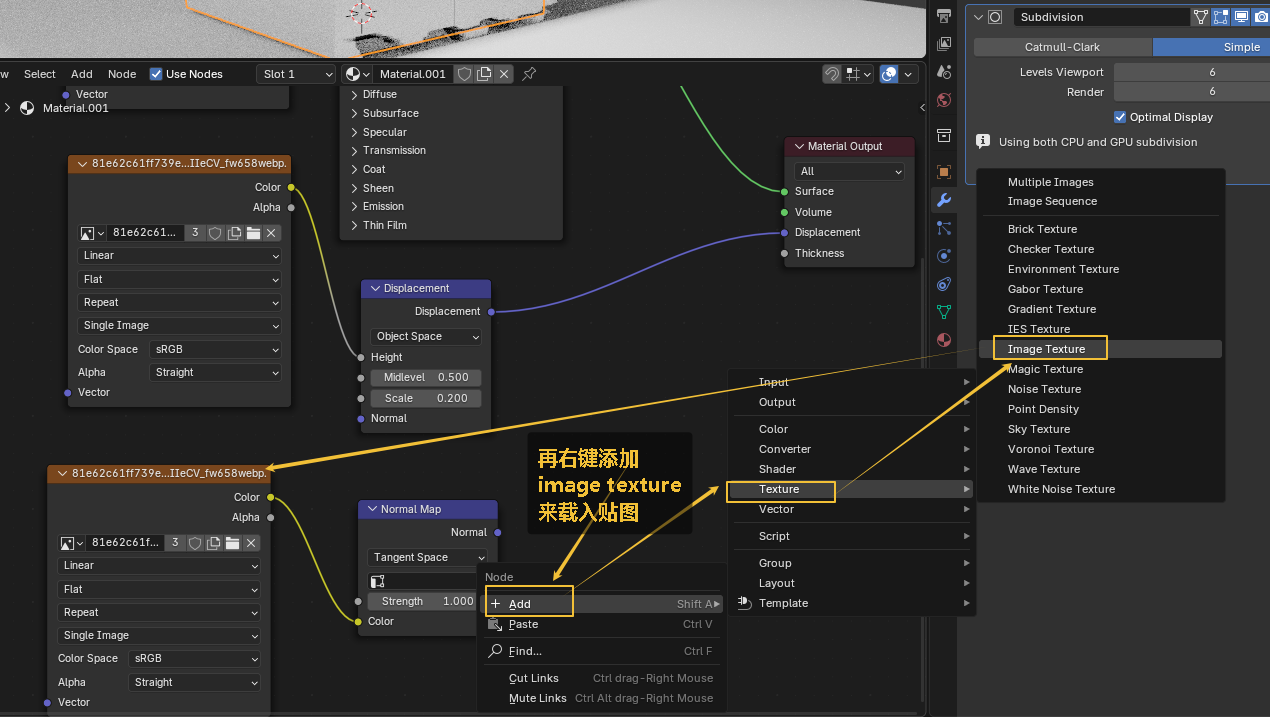 Subdivision
Catmull-Clark
Simple
Levels Viewport
6
Render
6
Optimal Display
Using both CPU and GPU subdivision
w
Select
Add
Node
Use Nodes
Slot 1
Material.001
Vector
Material.001
Diffuse
Subsurface
Specular
Transmission
Coat
Sheen
Emission
Thin Film
81e62c61ff739e...IIeCV_fw658webp.
Color
Alpha
81e62c61...
3
Linear
Flat
Repeat
Single Image
Color Space
sRGB
Alpha
Straight
Vector
Displacement
Displacement
Object Space
Height
Midlevel
0.500
Scale
0.200
Normal
Material Output
All
Surface
Volume
Displacement
Thickness
81e62c61ff739e...IIeCV_fw658webp.
Color
Alpha
81e62c61f...
3
Linear
Flat
Repeat
Single Image
Color Space
sRGB
Alpha
Straight
Vector
Normal Map
Normal
Tangent Space
Strength
1.000
Color
再右键添加
image texture
来载入贴图
Node
Add
Shift A
Paste
Ctrl V
Find...
Ctrl F
Cut Links
Ctrl drag-Right Mouse
Mute Links
Ctrl Alt drag-Right Mouse
Input
Output
Color
Converter
Shader
Texture
Vector
Script
Group
Layout
Template
Multiple Images
Image Sequence
Brick Texture
Checker Texture
Environment Texture
Gabor Texture
Gradient Texture
IES Texture
Image Texture
Magic Texture
Noise Texture
Point Density
Sky Texture
Voronoi Texture
Wave Texture
White Noise Texture